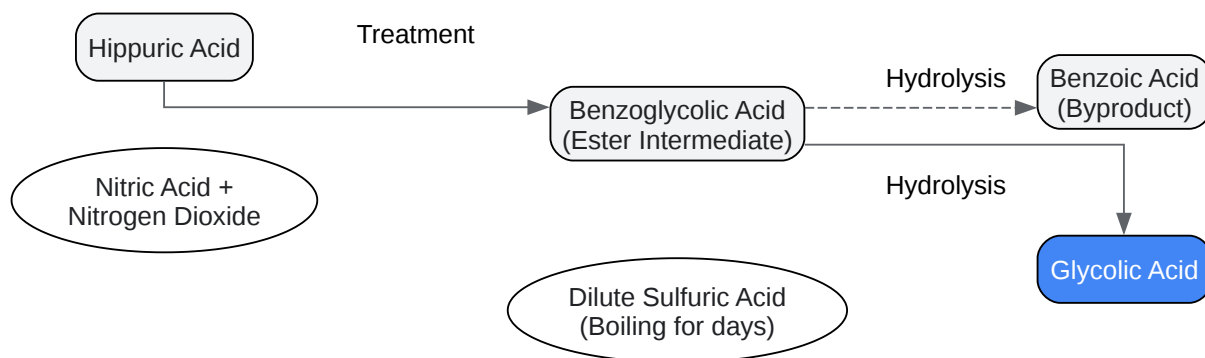 Hippuric Acid
Treatment
Nitric Acid +
Nitrogen Dioxide
Benzoglycolic Acid
(Ester Intermediate)
Hydrolysis
Benzoic Acid
(Byproduct)
Hydrolysis
Glycolic Acid
Dilute Sulfuric Acid
(Boiling for days)